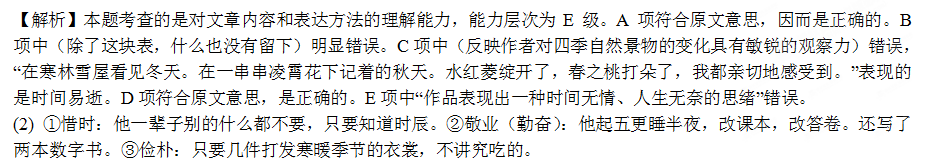 【解析】本题考查的是对文章内容和表达方法的理解能力，能力层次为 E 级。A 项符合原文意思，因而是正确的。B
项中（除了这块表，什么也没有留下）明显错误。C 项中（反映作者对四季自然景物的变化具有敏锐的观察力）错误，
“在寒林雪屋看见冬天。在一串串凌霄花下记着的秋天。水红菱绽开了，春之桃打朵了，我都亲切地感受到。”表现的
是时间易逝。D 项符合原文意思，是正确的。E 项中“作品表现出一种时间无情、人生无奈的思绪”错误。
(2) ①惜时：他一辈子别的什么都不要，只要知道时辰。②敬业（勤奋）：他起五更睡半夜，改课本，改答卷。还写了
两本数字书。③俭朴：只要几件打发寒暖季节的衣裳，不讲究吃的。